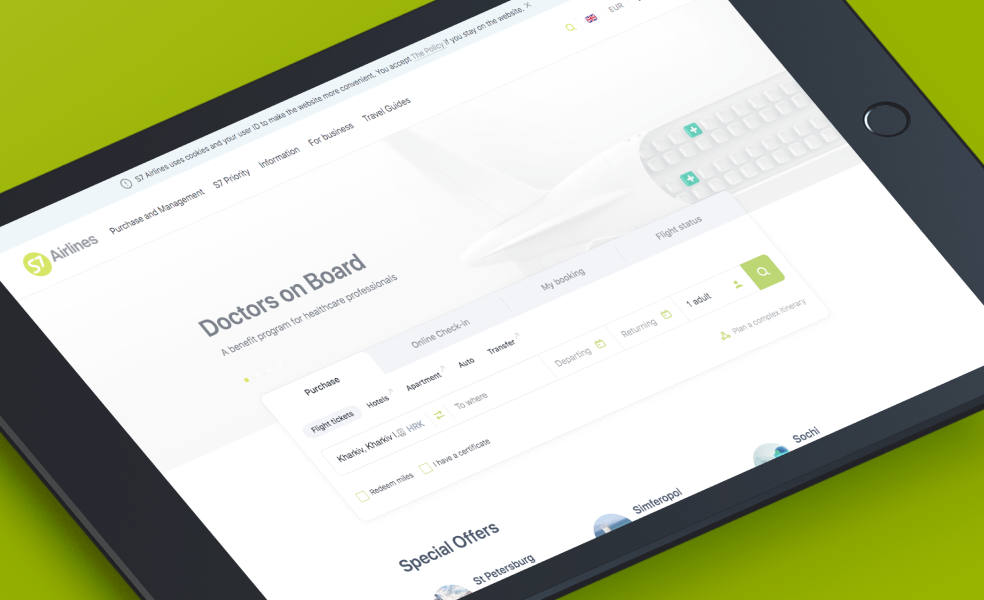 S7 Airlines uses cookies and your user ID to make the website more convenient. You accept The Policy if you stay on the website. ×
EUR
S7 Airlines
Purchase and Management
S7 Priority
Information
For business
Travel Guides
Doctors on Board
A benefit program for healthcare professionals
Purchase
Online Check-in
My booking
Flight status
Flight tickets
Hotels
Apartment
Auto
Transfer
Kharkiv, Kharkiv I. HRK
To where
Departing
Returning
1 adult
Redeem miles
I have a certificate
Plan a complex itinerary
Special Offers
St Petersburg
Simferopol
Sochi